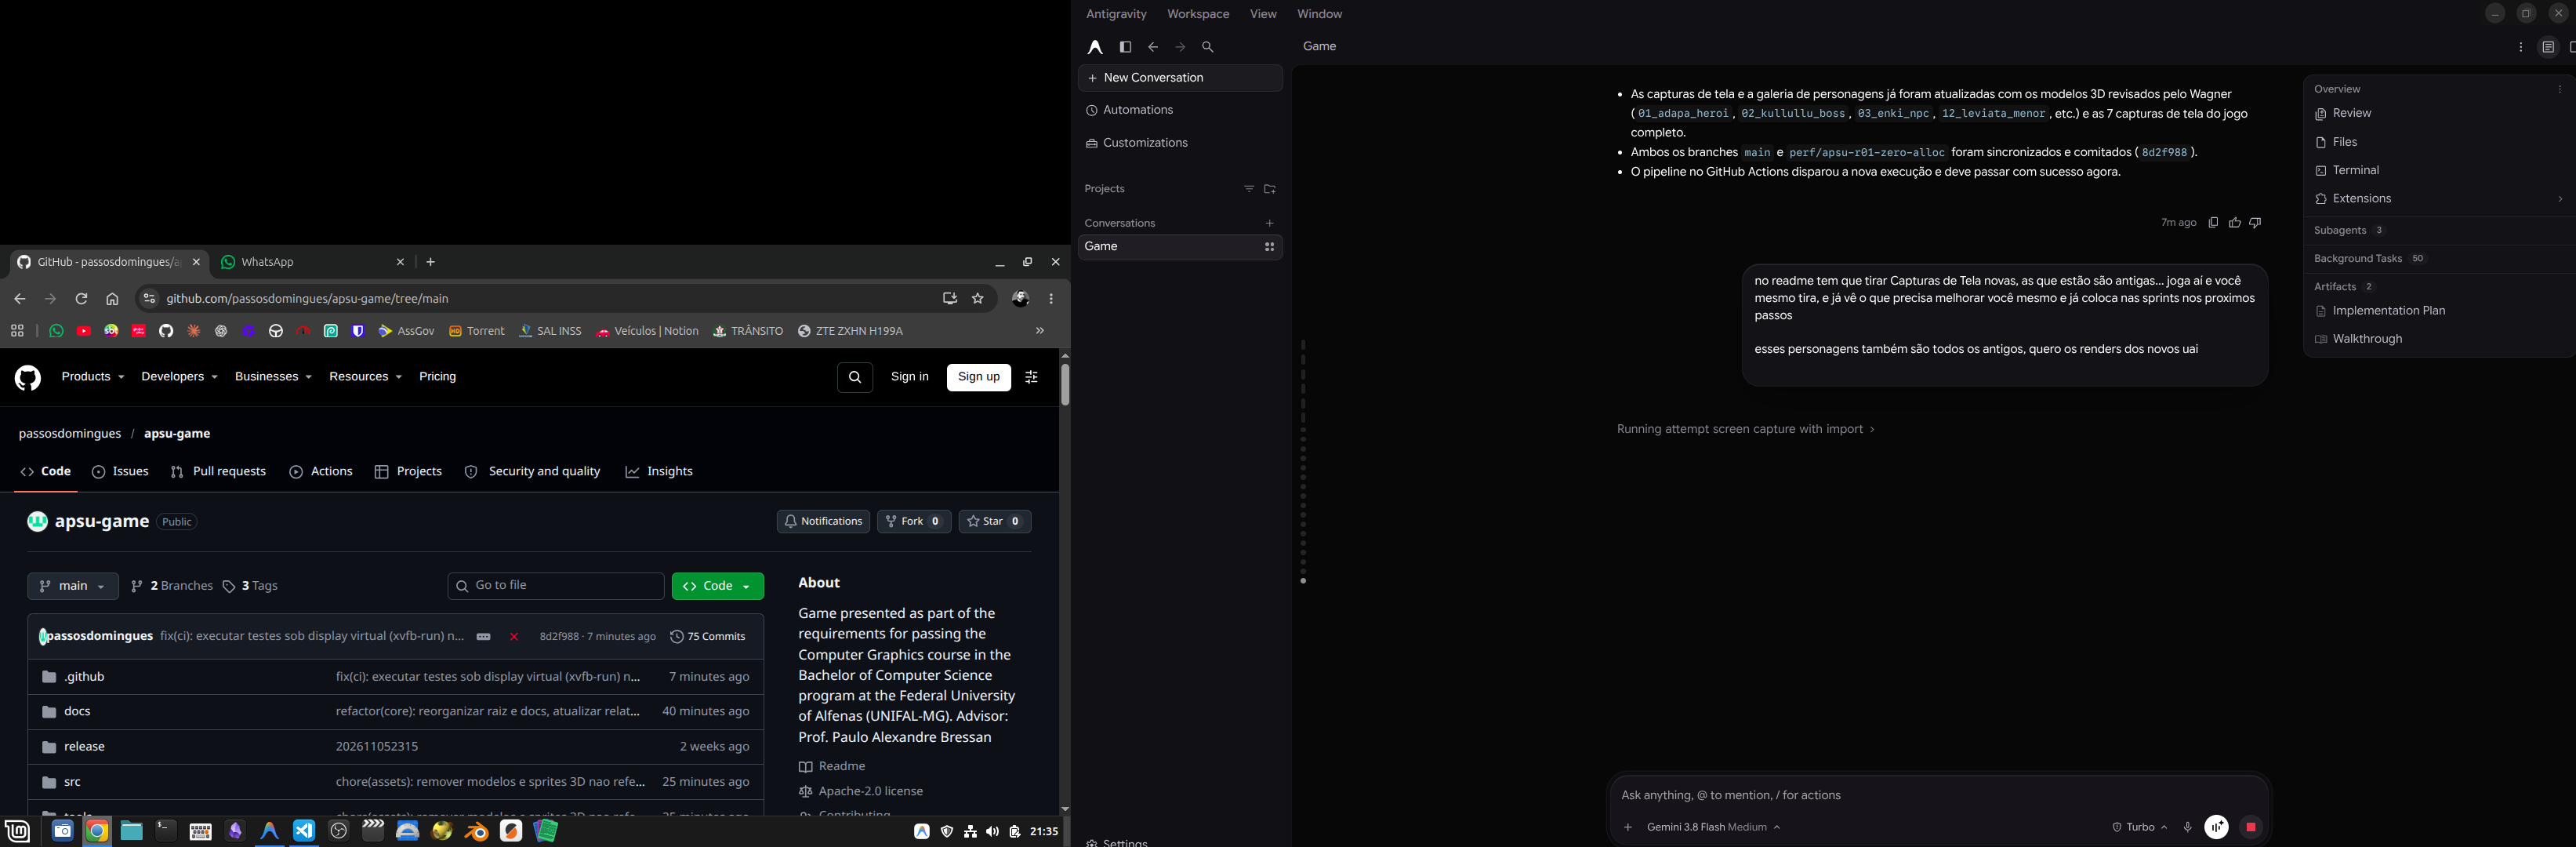 GitHub - passosdomingues/a
WhatsApp
github.com/passosdomingues/apsu-game/tree/main
AssGov
Torrent
SAL INSS
Veículos | Notion
TRÂNSITO
ZTE ZXHN H199A
Products
Developers
Businesses
Resources
Pricing
Sign in
Sign up
passosdomingues / apsu-game
Code
Issues
Pull requests
Actions
Projects
Security and quality
Insights
apsu-game
Public
Notifications
Fork 0
Star 0
main
2 Branches
3 Tags
Go to file
Code
passosdomingues fix(ci): executar testes sob display virtual (xvfb-run) n...
8d2f988 · 7 minutes ago
75 Commits
.github fix(ci): executar testes sob display virtual (xvfb-run) n... 7 minutes ago
docs refactor(core): reorganizar raiz e docs, atualizar relat... 40 minutes ago
release 202611052315 2 weeks ago
src chore(assets): remover modelos e sprites 3D nao refe... 25 minutes ago
About
Game presented as part of the
requirements for passing the
Computer Graphics course in the
Bachelor of Computer Science
program at the Federal University
of Alfenas (UNIFAL-MG). Advisor:
Prof. Paulo Alexandre Bressan
Readme
Apache-2.0 license
Contributing
21:35
Antigravity
Workspace
View
Window
Game
New Conversation
Automations
Customizations
Projects
Conversations
Game
Settings
As capturas de tela e a galeria de personagens já foram atualizadas com os modelos 3D revisados pelo Wagner
( 01_adapa_heroi , 02_kullullu_boss , 03_enki_npc , 12_leviata_menor , etc.) e as 7 capturas de tela do jogo
completo.
Ambos os branches main e perf/apsu-r01-zero-alloc foram sincronizados e comitados ( 8d2f988 ).
O pipeline no GitHub Actions disparou a nova execução e deve passar com sucesso agora.
7m ago
no readme tem que tirar Capturas de Tela novas, as que estão são antigas... joga aí e você
mesmo tira, e já vê o que precisa melhorar você mesmo e já coloca nas sprints nos proximos
passos
esses personagens também são todos os antigos, quero os renders dos novos uai
Running attempt screen capture with import
Ask anything, @ to mention, / for actions
Gemini 3.8 Flash Medium
Turbo
Overview
Review
Files
Terminal
Extensions
Subagents 3
Background Tasks 50
Artifacts 2
Implementation Plan
Walkthrough